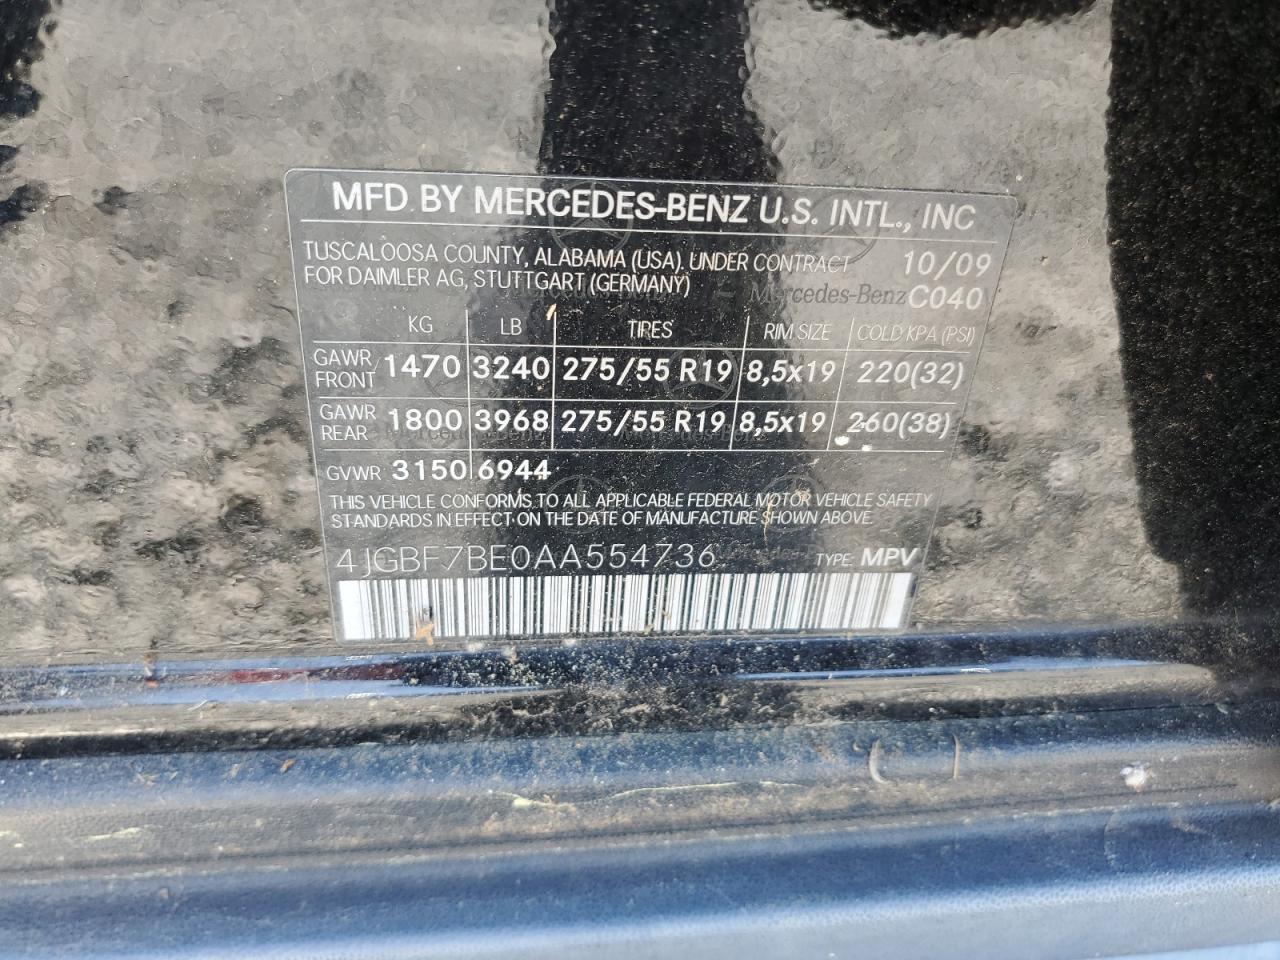 MFD BY MERCEDES-BENZ U.S. INTL., INC
TUSCALOOSA COUNTY, ALABAMA (USA). UNDER CONTRACT 10/09
FOR DAIMLER AG, STUTTGART (GERMANY) Mercedes-Benz C040
KG LB TIRES RIM SIZE COLD KPA (PSI)
GAWR FRONT 1470 3240 275/55 R19 8,5x19 220(32)
GAWR REAR 1800 3968 275/55 R19 8,5x19 260(38)
GVWR 3150 6944
THIS VEHICLE CONFORMS TO ALL APPLICABLE FEDERAL MOTOR VEHICLE SAFETY
STANDARDS IN EFFECT ON THE DATE OF MANUFACTURE SHOWN ABOVE.
4JGBF7BE0AA554736 TYPE: MPV